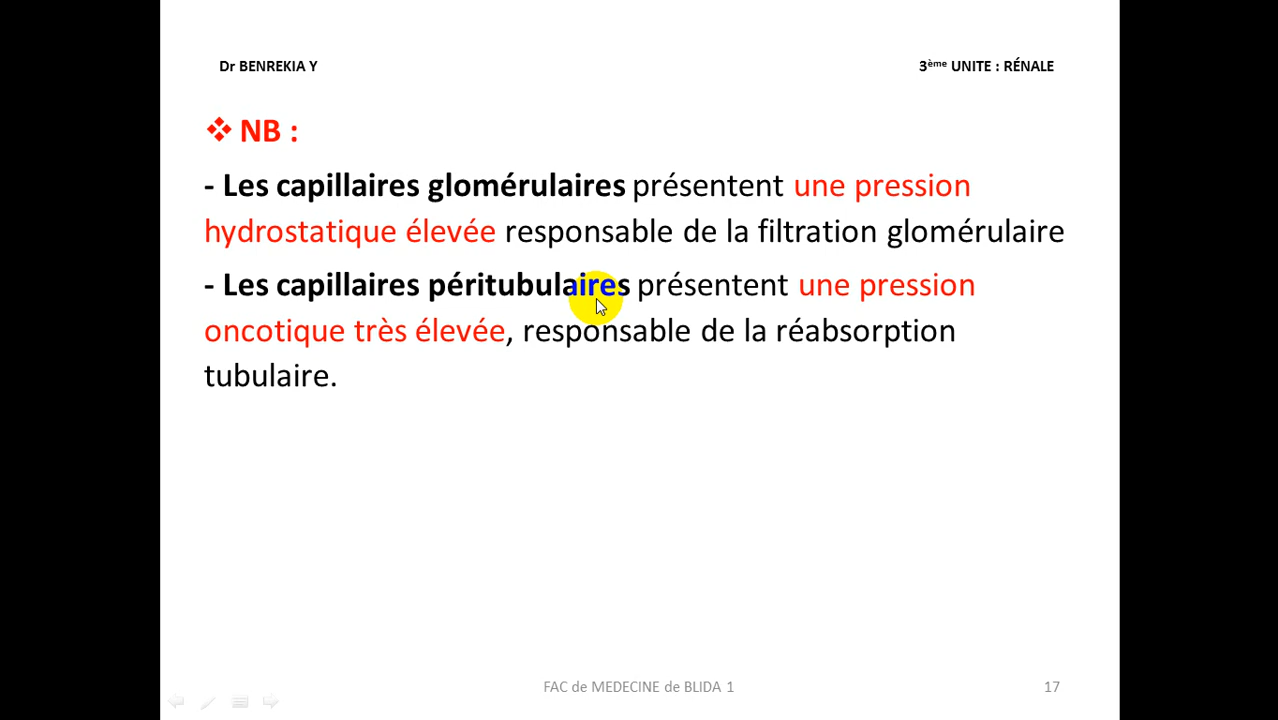 Dr BENREKIA Y
3ème UNITE : RÉNALE
❖ NB :
- Les capillaires glomérulaires présentent une pression
hydrostatique élevée responsable de la filtration glomérulaire
- Les capillaires péritubulaires présentent une pression
oncotique très élevée, responsable de la réabsorption
tubulaire.
FAC de MEDECINE de BLIDA 1
17